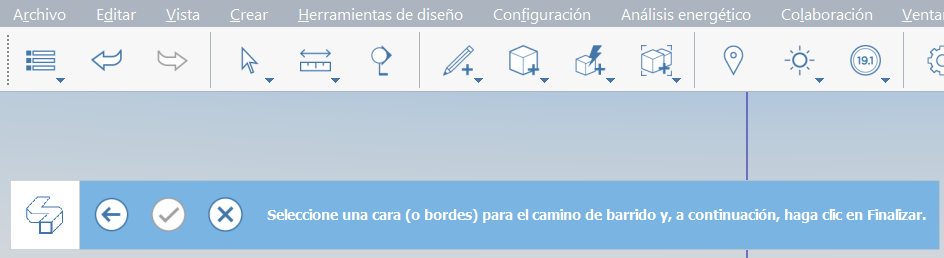 Archivo Editar Vista Crear Herramientas de diseño Configuración Análisis energético Colaboración Ventan
19.1
Seleccione una cara (o bordes) para el camino de barrido y, a continuación, haga clic en Finalizar.